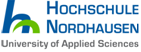 HOCHSCHULE
NORDHAUSEN
University of Applied Sciences